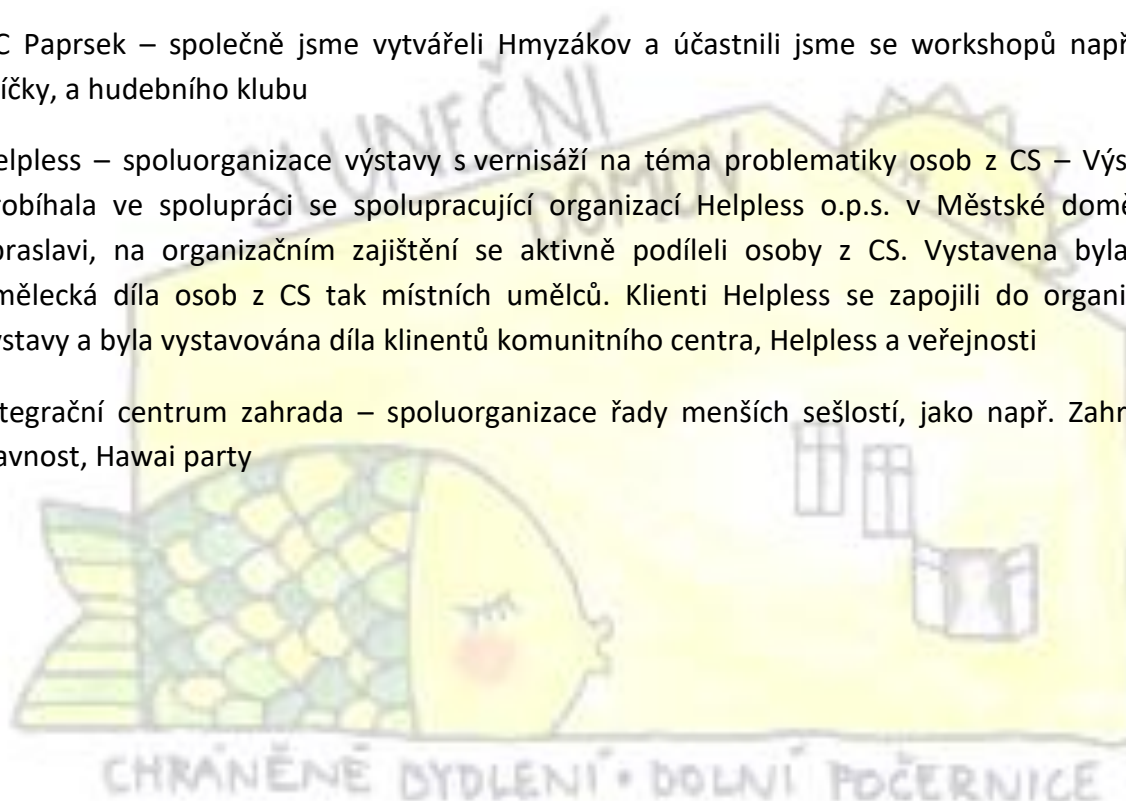 C Paprsek – společně jsme vytvářeli Hmyzákov a účastnili jsme se workshopů např
íčky, a hudebního klubu
elpless – spoluorganizace výstavy s vernisáží na téma problematiky osob z CS – Výs
robíhala ve spolupráci se spolupracující organizací Helpless o.p.s. v Městské domě
braslavi, na organizačním zajištění se aktivně podíleli osoby z CS. Vystavena byla
mělecká díla osob z CS tak místních umělců. Klienti Helpless se zapojili do organi
ýstavy a byla vystavována díla klinentů komunitního centra, Helpless a veřejnosti
tegrační centrum zahrada – spoluorganizace řady menších sešlostí, jako např. Zahr
avnost, Hawai party
SLUNEČNÍ
DOMOV
CHRÁNĚNÉ BYDLENÍ • DOLNÍ POČERNICE